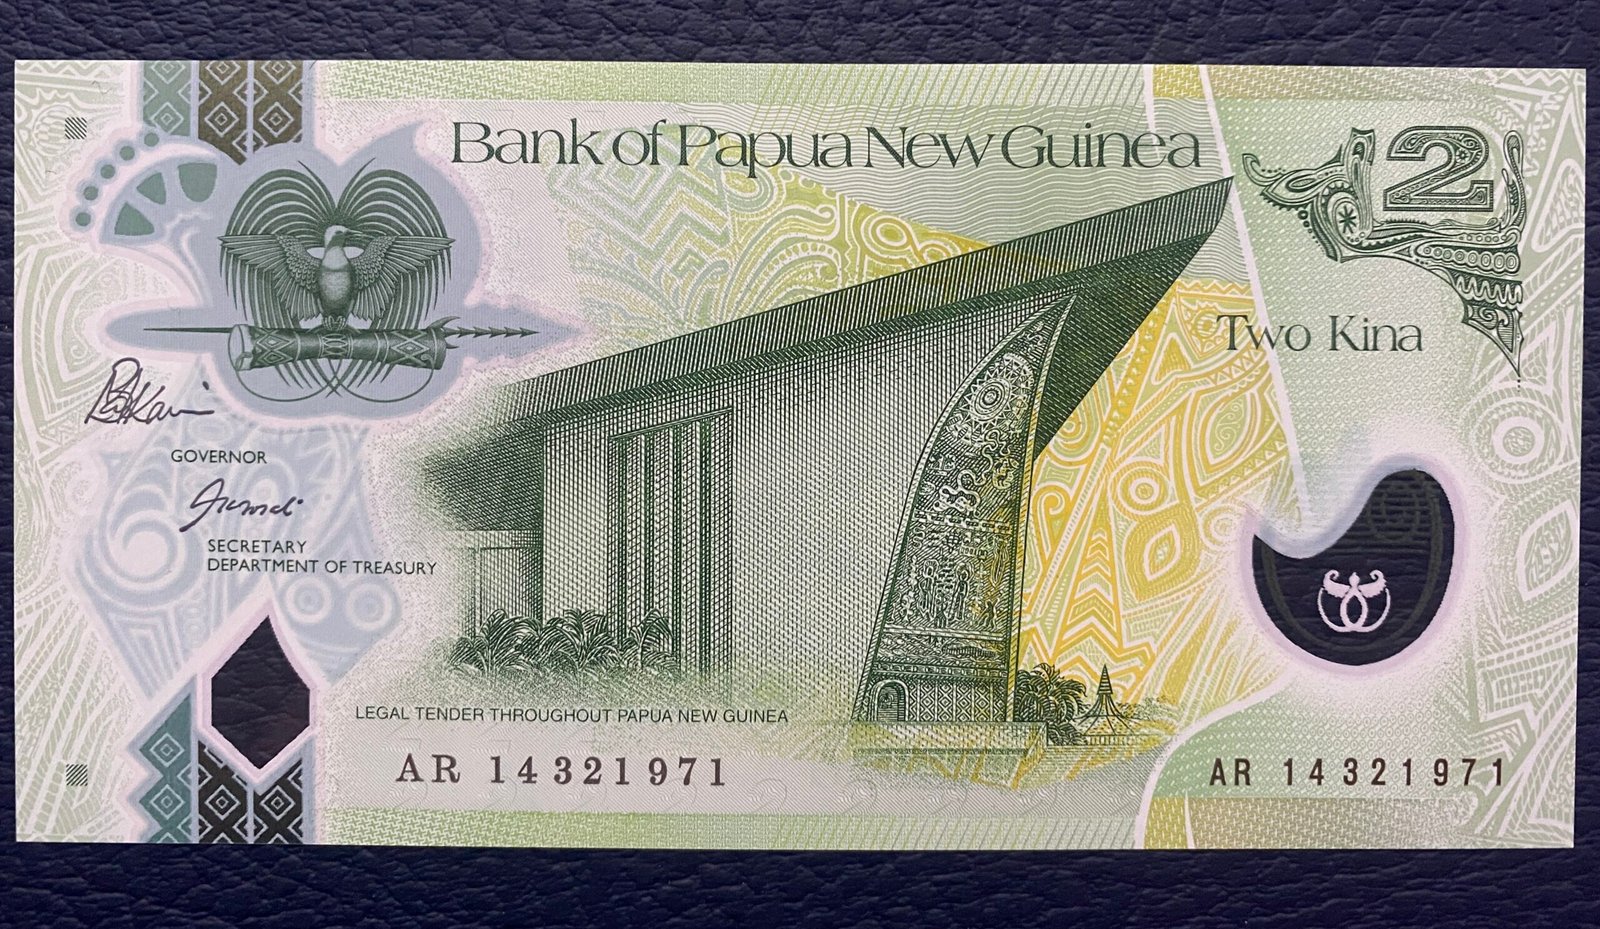 Bank of Papua New Guinea
2
Two Kina
GOVERNOR
SECRETARY
DEPARTMENT OF TREASURY
LEGAL TENDER THROUGHOUT PAPUA NEW GUINEA
AR 14321971
AR 14321971